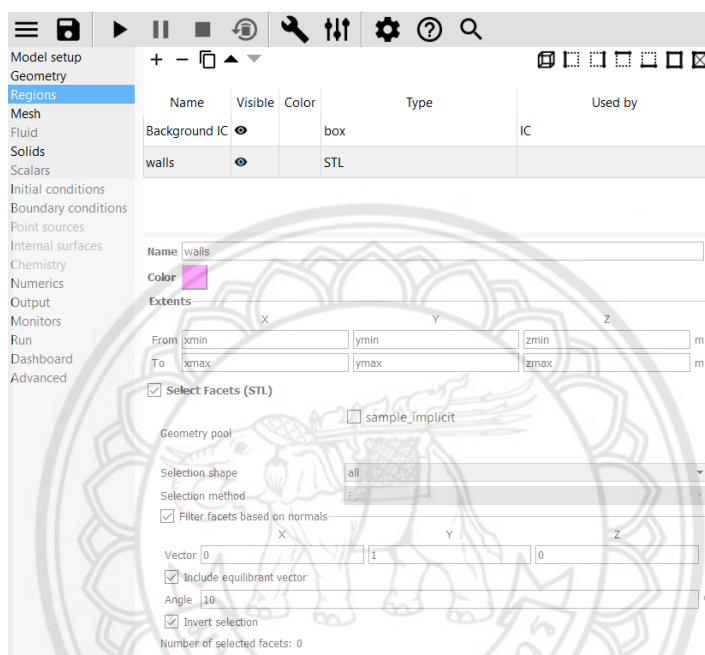 Model setup
Geometry
Regions
Mesh
Fluid
Solids
Scalars
Initial conditions
Boundary conditions
Point sources
Internal surfaces
Chemistry
Numerics
Output
Monitors
Run
Dashboard
Advanced
Name Visible Color Type Used by
Background IC box IC
walls STL
Name walls
Color
Extents
X Y Z
From xmin ymin zmin m
To xmax ymax zmax m
Select Facets (STL)
sample_implicit
Geometry pool
Selection shape all
Selection method Full
Filter facets based on normals
X Y Z
Vector 0 1 0
Include equilibrant vector
Angle 10
Invert selection
Number of selected facets: 0